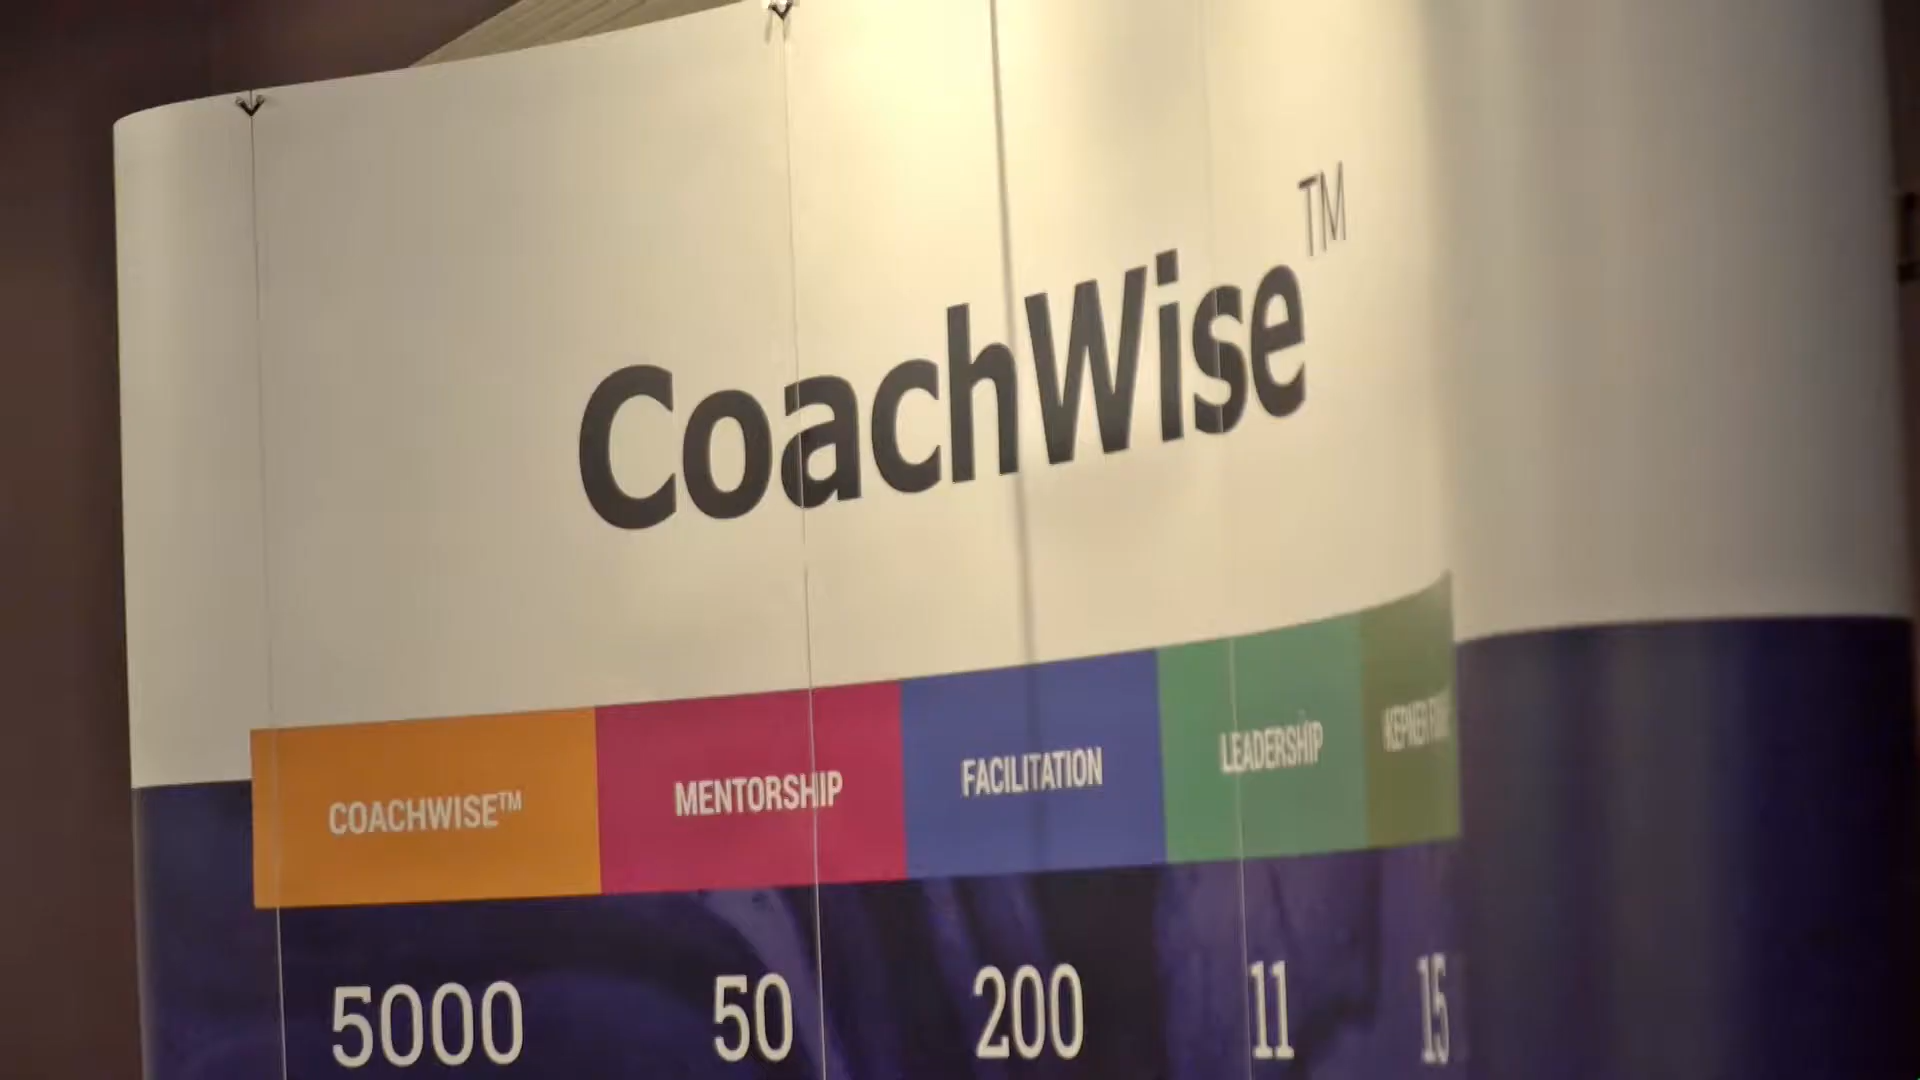 CoachWise™
COACHWISE™ MENTORSHIP FACILITATION LEADERSHIP
5000 50 200 11 15